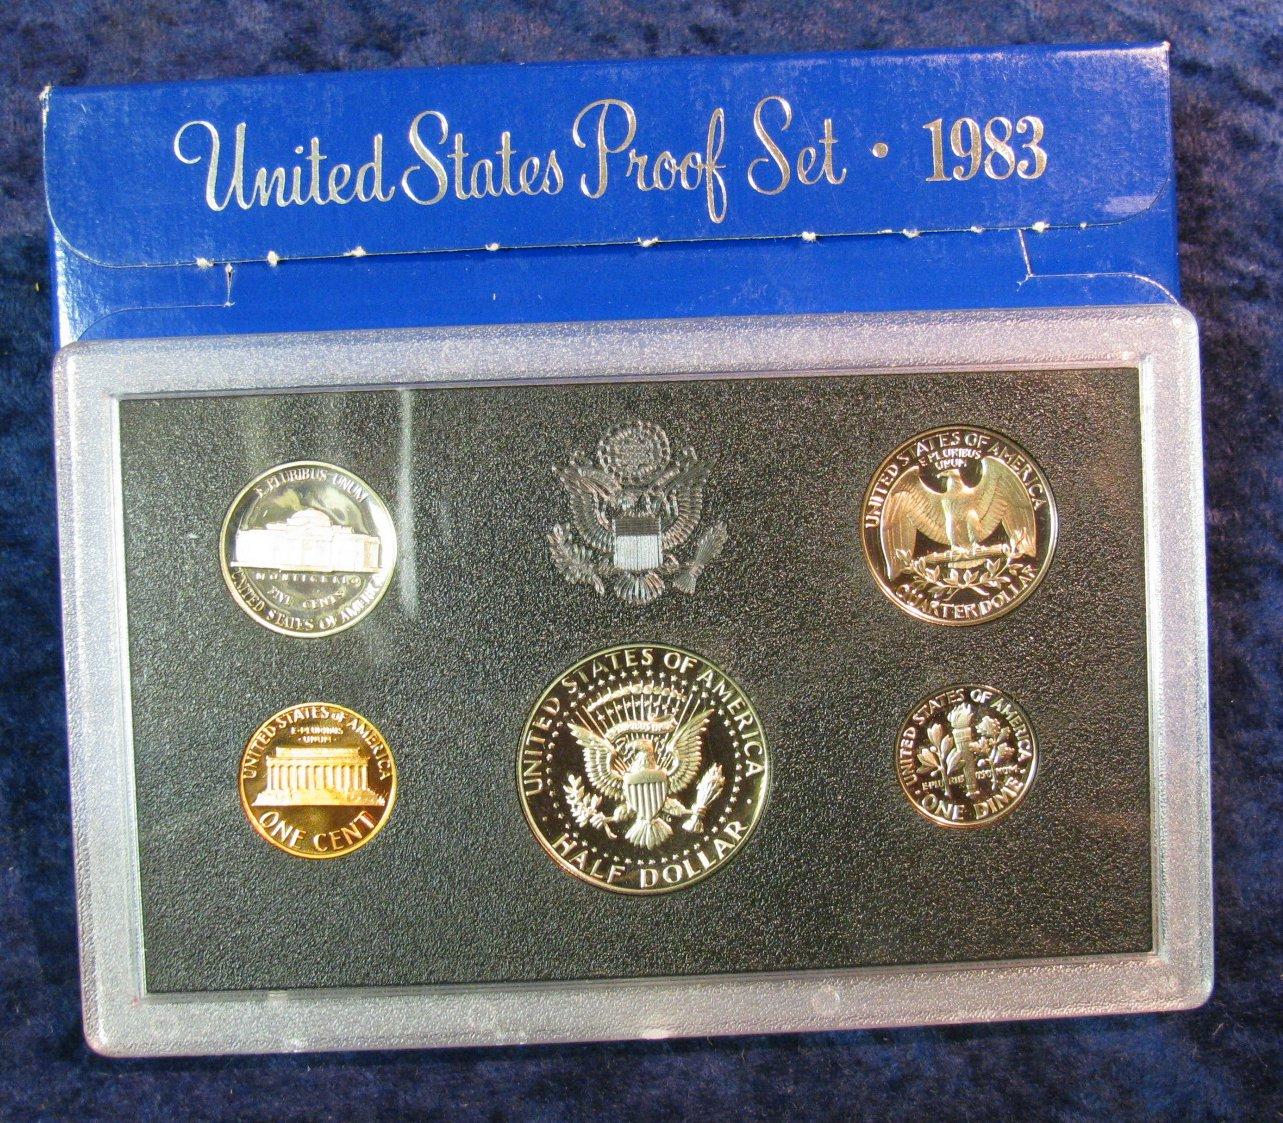 United States Proof Set · 1983
E PLURIBUS UNUM
MONTICELLO
FIVE CENTS
UNITED STATES OF AMERICA
UNITED STATES OF AMERICA
E PLURIBUS
UNUM
QUARTER DOLLAR
UNITED STATES OF AMERICA
E·PLURIBUS
·UNUM·
ONE CENT
UNITED STATES OF AMERICA
HALF DOLLAR
UNITED STATES OF AMERICA
ONE DIME